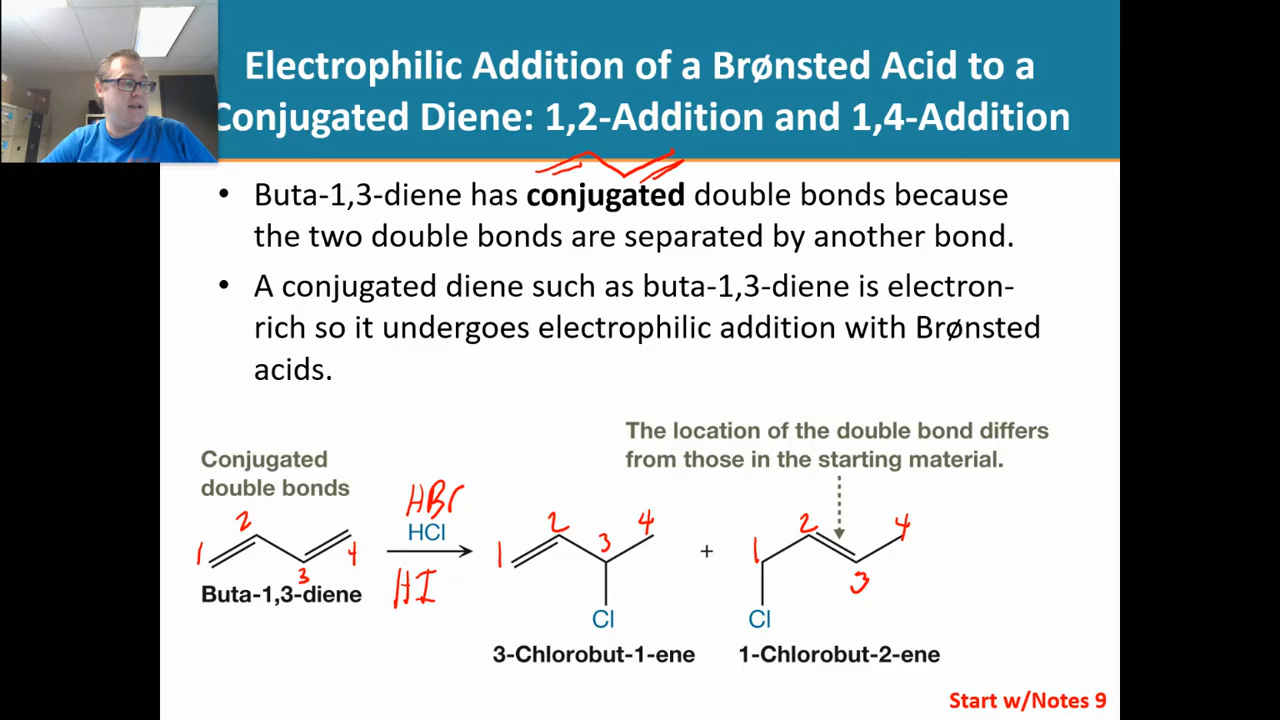 Electrophilic Addition of a Brønsted Acid to a
Conjugated Diene: 1,2-Addition and 1,4-Addition
• Buta-1,3-diene has conjugated double bonds because
the two double bonds are separated by another bond.
• A conjugated diene such as buta-1,3-diene is electron-
rich so it undergoes electrophilic addition with Brønsted
acids.
The location of the double bond differs
from those in the starting material.
Conjugated
double bonds
HBr
HCl
HI
1 2 3 4
Buta-1,3-diene
1 2 3 4
Cl
3-Chlorobut-1-ene
+
1 2 3 4
Cl
1-Chlorobut-2-ene
Start w/Notes 9